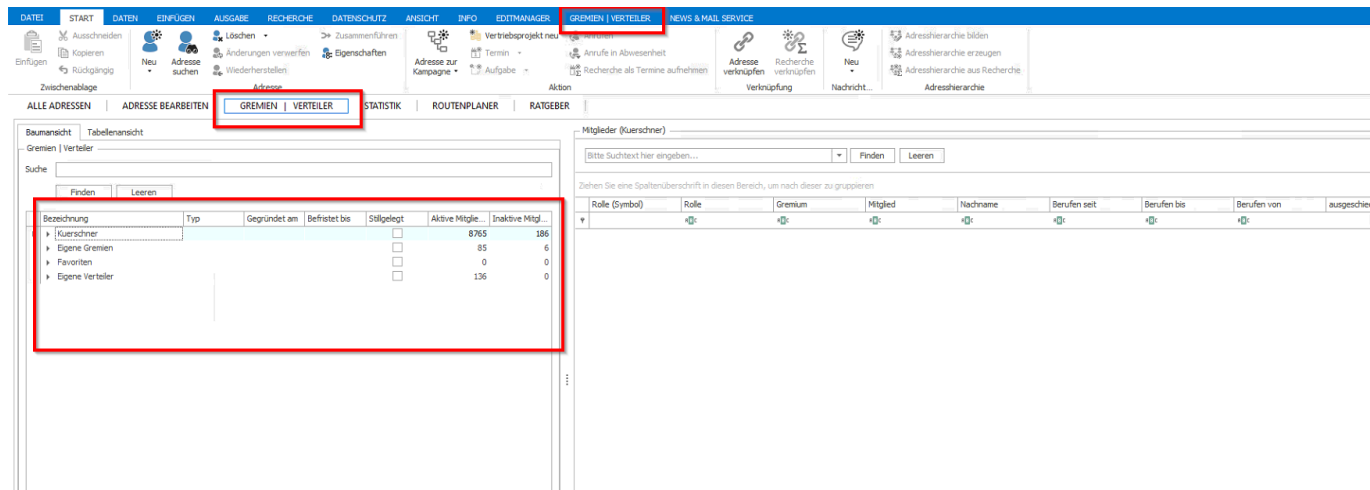 DATEI START DATEN EINFÜGEN AUSGABE RECHERCHE DATENSCHUTZ ANSICHT INFO EDITMANAGER GREMIEN | VERTEILER NEWS & MAIL SERVICE
Einfügen
Ausschneiden
Kopieren
Rückgängig
Zwischenablage
Neu
Adresse suchen
Löschen
Änderungen verwerfen
Wiederherstellen
Zusammenführen
Eigenschaften
Adresse
Adresse zur Kampagne
Vertriebsprojekt neu
Termin
Aufgabe
Anrufen
Anrufe in Abwesenheit
Recherche als Termine aufnehmen
Aktion
Adresse verknüpfen
Recherche verknüpfen
Verknüpfung
Neu
Nachricht...
Adresshierarchie bilden
Adresshierarchie erzeugen
Adresshierarchie aus Recherche
Adresshierarchie
ALLE ADRESSEN | ADRESSE BEARBEITEN | GREMIEN | VERTEILER STATISTIK | ROUTENPLANER | RATGEBER |
Baumansicht Tabellenansicht
Gremien | Verteiler
Suche
Finden Leeren
Bezeichnung Typ Gegründet am Befristet bis Stillgelegt Aktive Mitglie... Inaktive Mitgl...
Kuerschner 8765 186
Eigene Gremien 85 6
Favoriten 0 0
Eigene Verteiler 136 0
Mitglieder (Kuerschner)
Bitte Suchtext hier eingeben... Finden Leeren
Ziehen Sie eine Spaltenüberschrift in diesen Bereich, um nach dieser zu gruppieren
Rolle (Symbol) Rolle Gremium Mitglied Nachname Berufen seit Berufen bis Berufen von ausgeschied